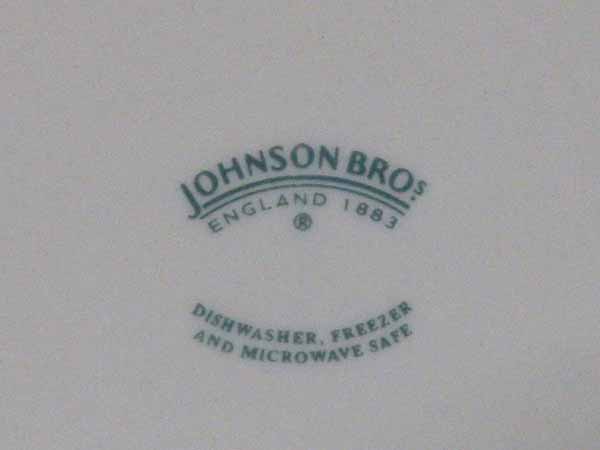 JOHNSON BROS
ENGLAND 1883
®
DISHWASHER, FREEZER
AND MICROWAVE SAFE